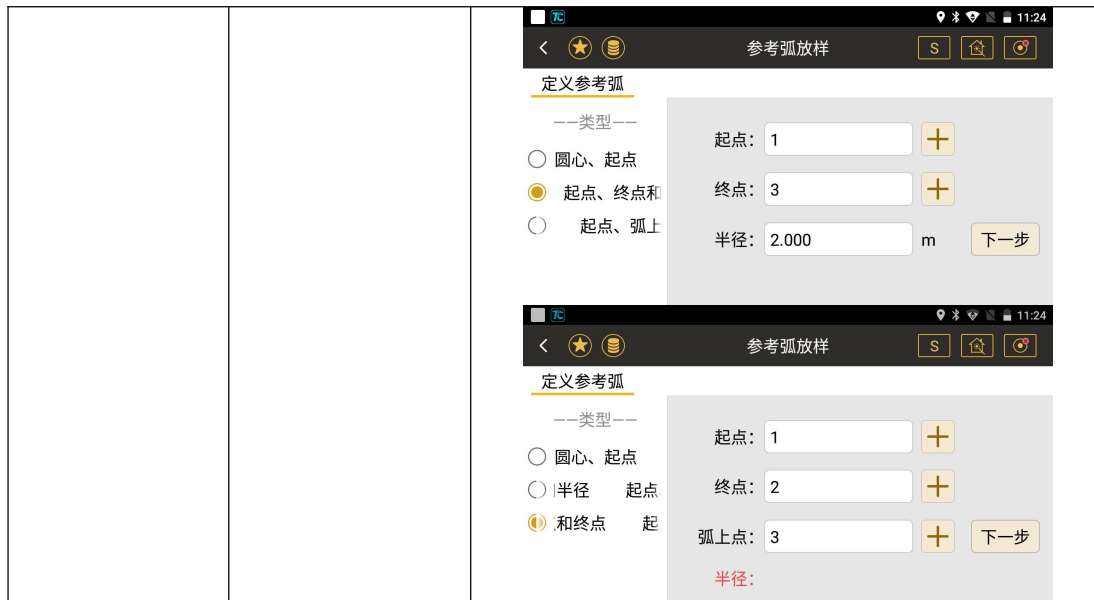 TC 11:24
参考弧放样 S
定义参考弧
——类型——
圆心、起点
起点、终点和
起点、弧上
起点： 1
终点： 3
半径： 2.000 m 下一步
TC 11:24
参考弧放样 S
定义参考弧
——类型——
圆心、起点
半径 起点
和终点 起
起点： 1
终点： 2
弧上点： 3 下一步
半径：